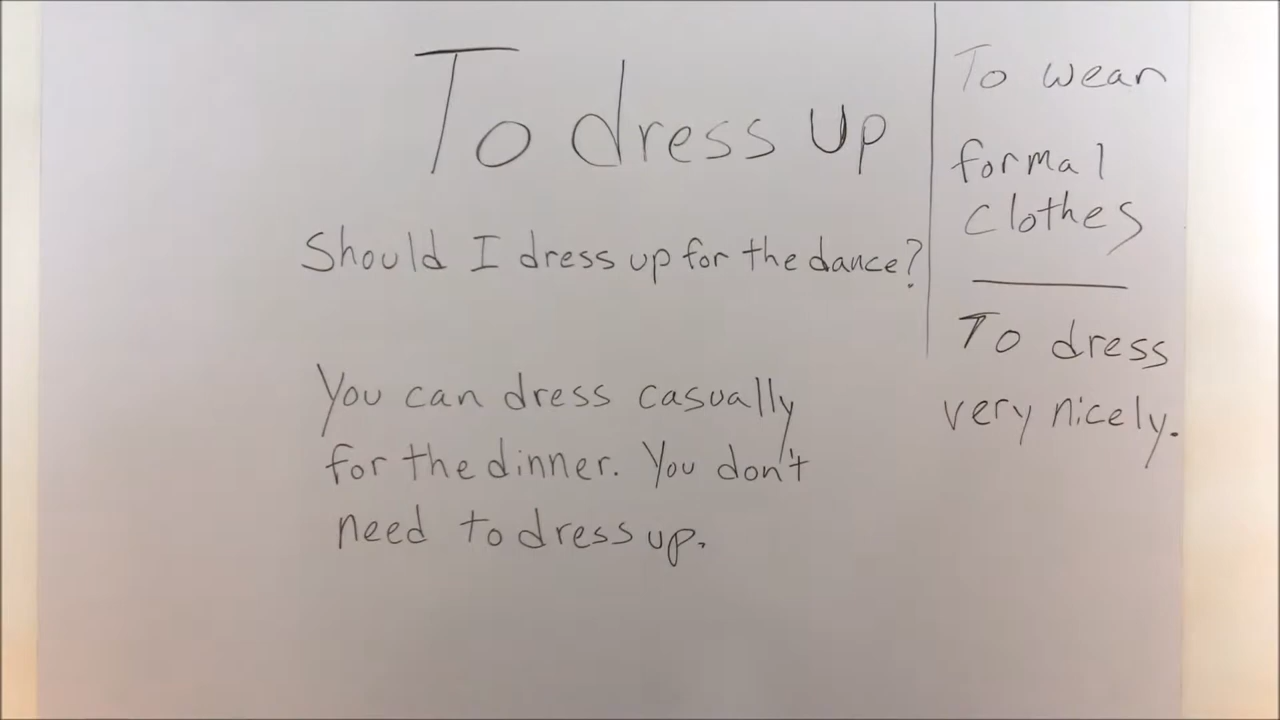 To dress up
Should I dress up for the dance?
You can dress casually
for the dinner. You don't
need to dress up.
To wear
formal
clothes
To dress
very nicely.